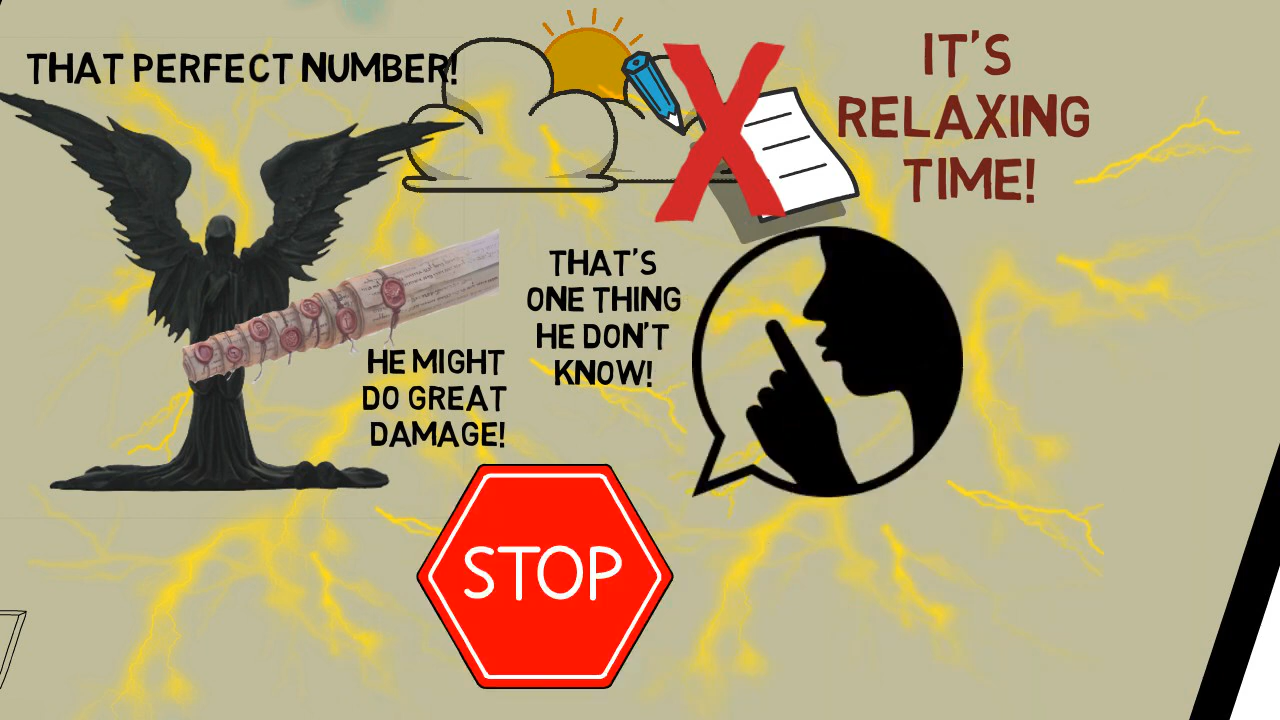 THAT PERFECT NUMBER!
IT'S
RELAXING
TIME!
THAT'S
ONE THING
HE DON'T
KNOW!
HE MIGHT
DO GREAT
DAMAGE!
STOP